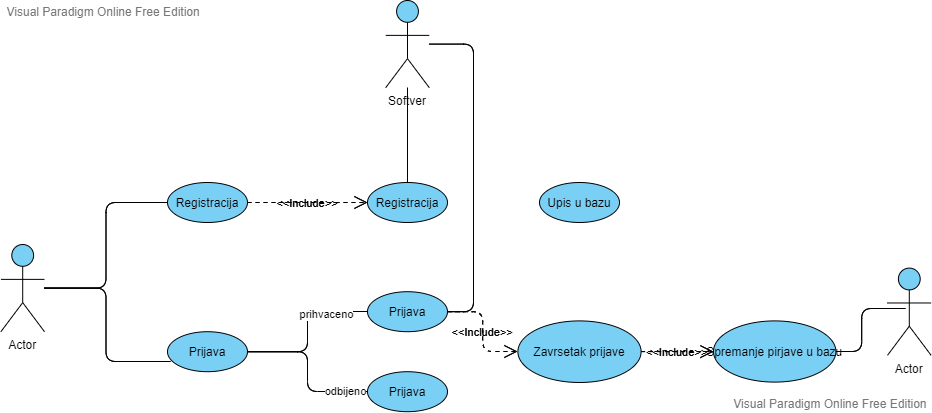 Visual Paradigm Online Free Edition
Softver
Registracija
<<Include>>
Registracija
Upis u bazu
Actor
prihvaceno
Prijava
<<Include>>
Prijava
Zavrsetak prijave
<<Include>>
Spremanje pirjave u bazu
Actor
odbijeno
Prijava
Visual Paradigm Online Free Edition